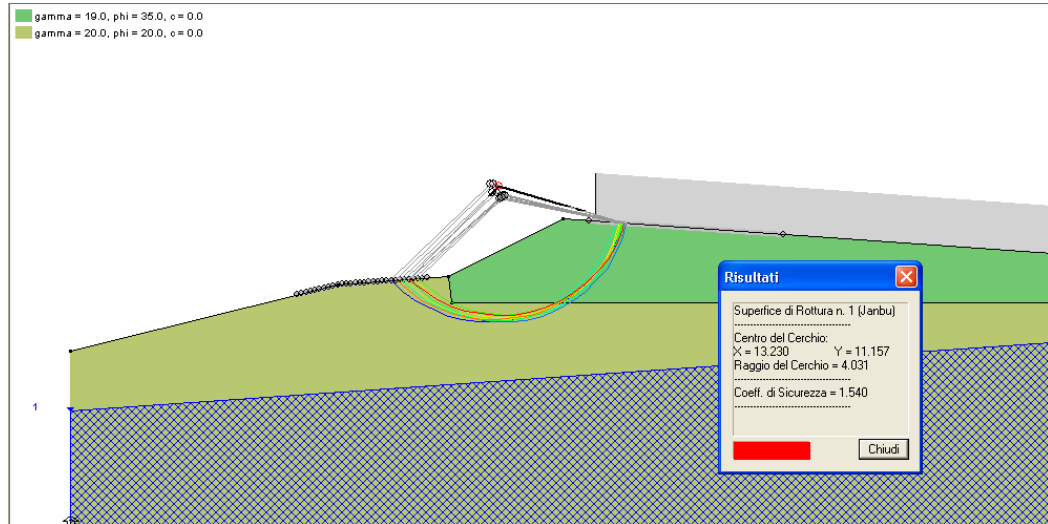 gamma = 19.0, phi = 35.0, c = 0.0
gamma = 20.0, phi = 20.0, c = 0.0
Risultati
Superfice di Rottura n. 1 (Janbu)
------------------------------
Centro del Cerchio:
X = 13.230 Y = 11.157
Raggio del Cerchio = 4.031
------------------------------
Coeff. di Sicurezza = 1.540
------------------------------
Chiudi
1